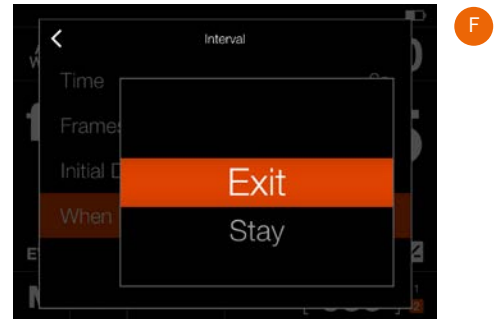 F
Interval
Time
Frames
Initial D
When
Exit
Stay